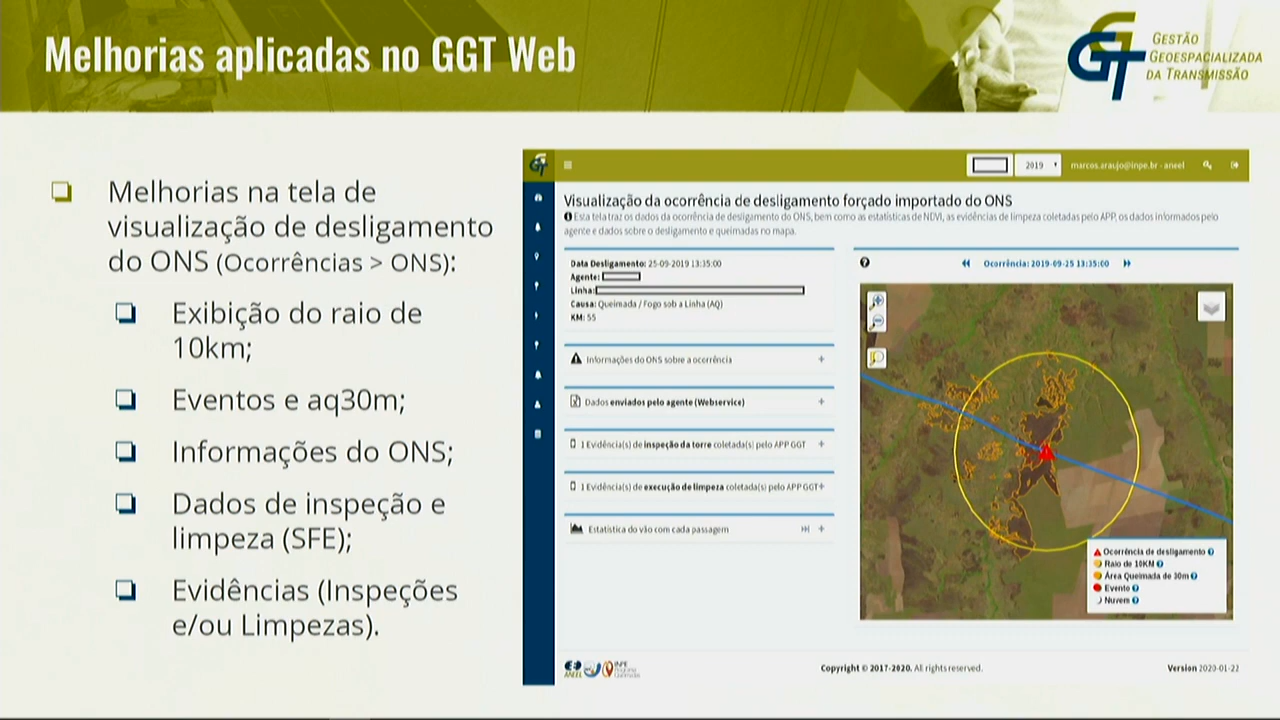 Melhorias aplicadas no GGT Web
GGT
GESTÃO
GEOESPACIALIZADA
DA TRANSMISSÃO
Melhorias na tela de
visualização de desligamento
do ONS (Ocorrências > ONS):
Exibição do raio de
10km;
Eventos e aq30m;
Informações do ONS;
Dados de inspeção e
limpeza (SFE);
Evidências (Inspeções
e/ou Limpezas).
2019
marcos.araujo@inpe.br - aneel
Visualização da ocorrência de desligamento forçado importado do ONS
Esta tela traz os dados da ocorrência de desligamento do ONS, bem como as estatísticas de NDVI, as evidências de limpeza coletadas pelo APP, os dados informados pelo
agente e dados sobre o desligamento e queimadas no mapa.
Data Desligamento: 25-09-2019 13:35:00
Agente:
Linha:
Causa: Queimada / Fogo sob a Linha (AQ)
KM: 55
Informações do ONS sobre a ocorrência +
Dados enviados pelo agente (Webservice) +
1 Evidência(s) de inspeção da torre coletada(s) pelo APP GGT +
1 Evidência(s) de execução de limpeza coletada(s) pelo APP GGT +
Estatística do vão com cada passagem +
Ocorrência: 2019-09-25 13:35:00
Ocorrência de desligamento
Raio de 10KM
Área Queimada de 30m
Evento
Nuvem
ANEEL
INPE
Programa
Queimadas
Copyright © 2017-2020. All rights reserved.
Version 2020-01-22